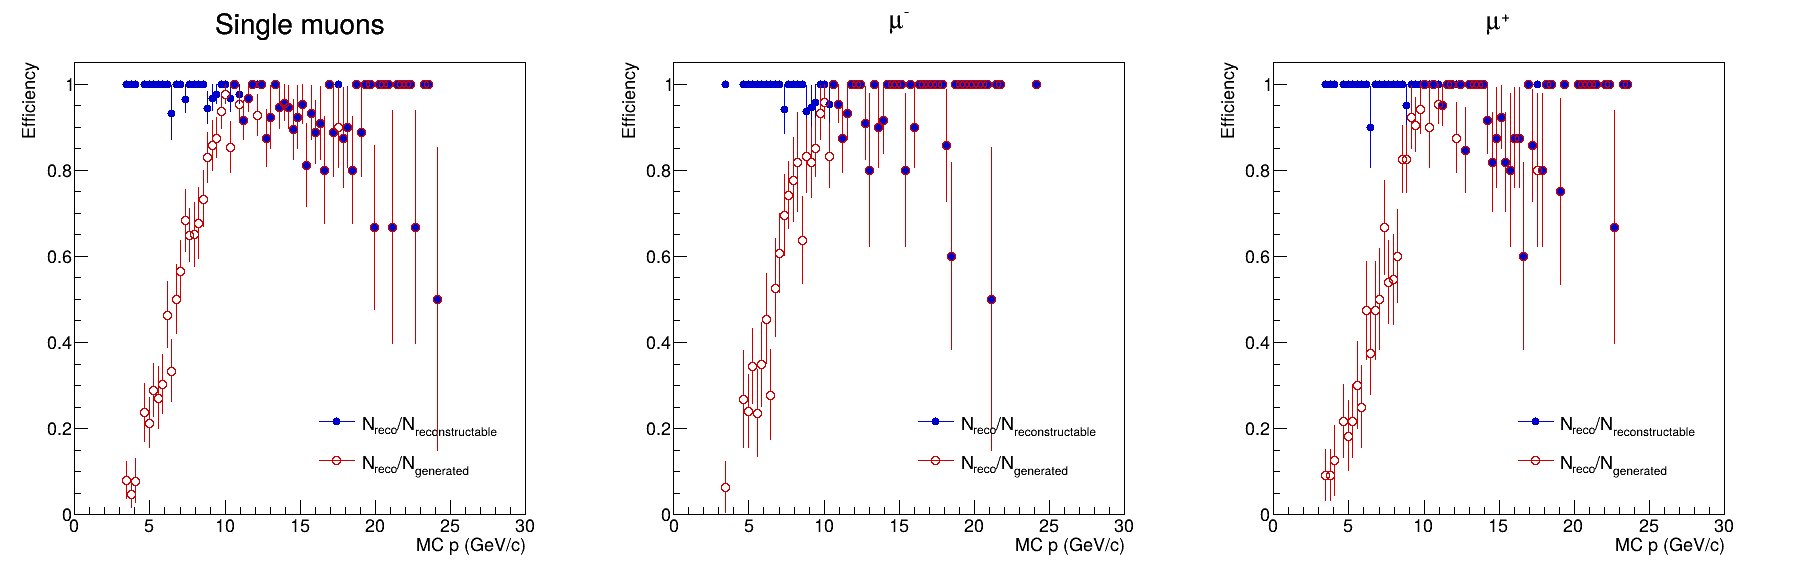 Single muons
Efficiency
1
0.8
0.6
0.4
0.2
0
5
10
15
20
25
30
MC p (GeV/c)
N_reco/N_reconstructable
N_reco/N_generated
μ-
Efficiency
1
0.8
0.6
0.4
0.2
0
0
5
10
15
20
25
30
MC p (GeV/c)
N_reco/N_reconstructable
N_reco/N_generated
μ+
Efficiency
1
0.8
0.6
0.4
0.2
0
0
5
10
15
20
25
30
MC p (GeV/c)
N_reco/N_reconstructable
N_reco/N_generated